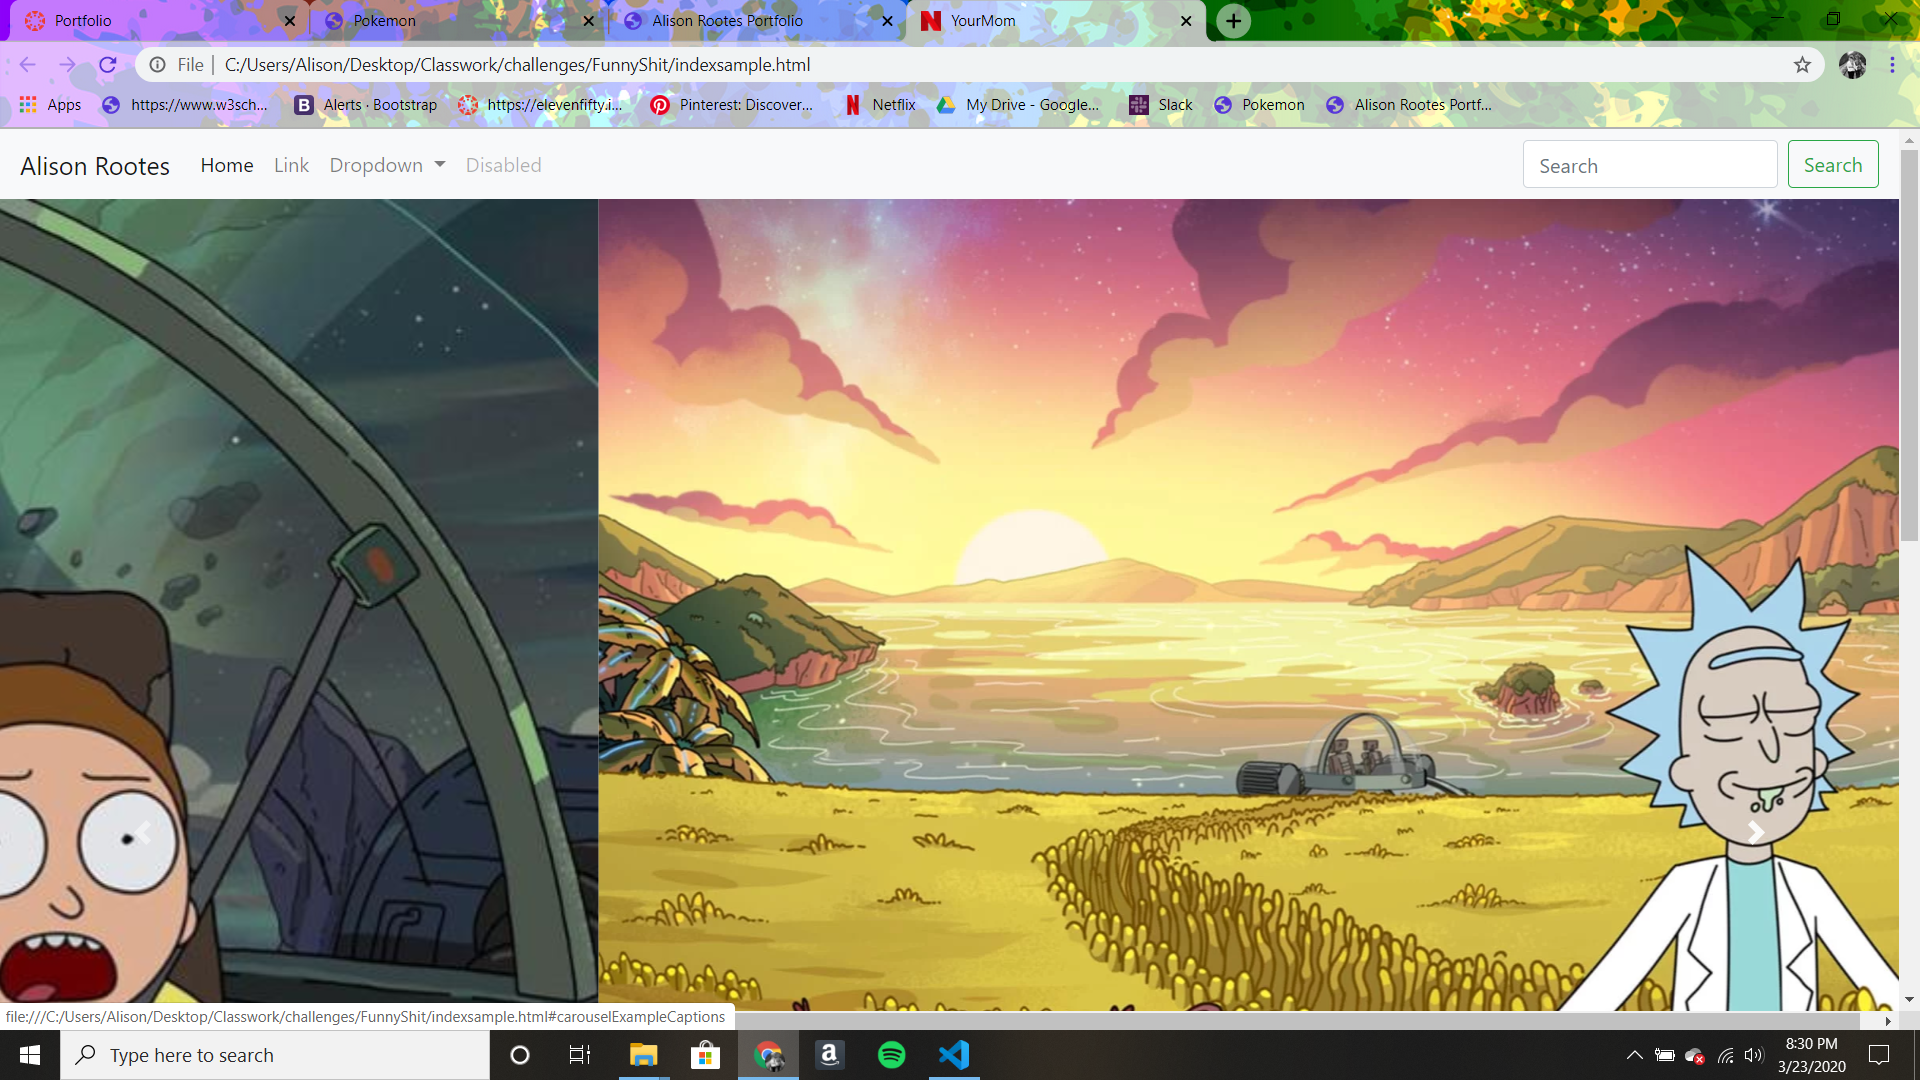 Portfolio
Pokemon
Alison Rootes Portfolio
YourMom
File
C:/Users/Alison/Desktop/Classwork/challenges/FunnyShit/indexsample.html
Apps
https://www.w3sch...
Alerts · Bootstrap
https://elevenfifty.i...
Pinterest: Discover...
Netflix
My Drive - Google...
Slack
Pokemon
Alison Rootes Portf...
Alison Rootes
Home
Link
Dropdown
Disabled
Search
Search
file:///C:/Users/Alison/Desktop/Classwork/challenges/FunnyShit/indexsample.html#carouselExampleCaptions
Type here to search
8:30 PM
3/23/2020